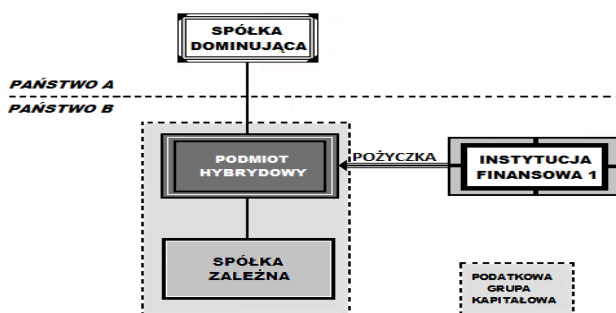 SPÓŁKA
DOMINUJĄCA
PAŃSTWO A
PAŃSTWO B
PODMIOT
HYBRYDOWY
POŻYCZKA
INSTYTUCJA
FINANSOWA 1
SPÓŁKA
ZALEŻNA
PODATKOWA
GRUPA
KAPITAŁOWA